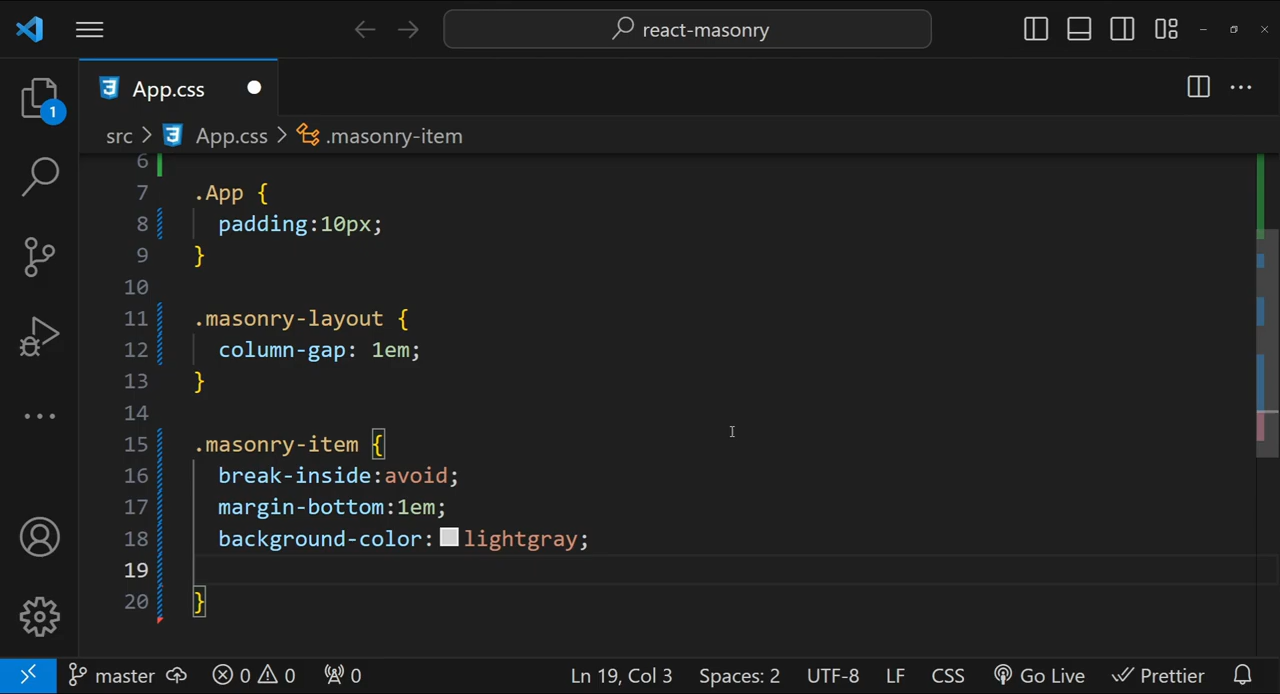 react-masonry
App.css
1
src > App.css > .masonry-item
6
7 .App {
8 padding:10px;
9 }
10
11 .masonry-layout {
12 column-gap: 1em;
13 }
14
15 .masonry-item {
16 break-inside:avoid;
17 margin-bottom:1em;
18 background-color: lightgray;
19
20 }
master 0 0 0 Ln 19, Col 3 Spaces: 2 UTF-8 LF CSS Go Live Prettier